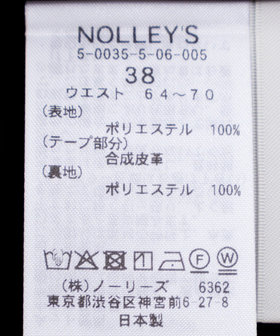 NOLLEY'S
5-0035-5-06-005
38
ウエスト 64～70
(表地)
ポリエステル 100%
(テープ部分)
合成皮革
(裏地)
ポリエステル 100%
(株)ノーリーズ 6362
東京都渋谷区神宮前6-27-8
日本製